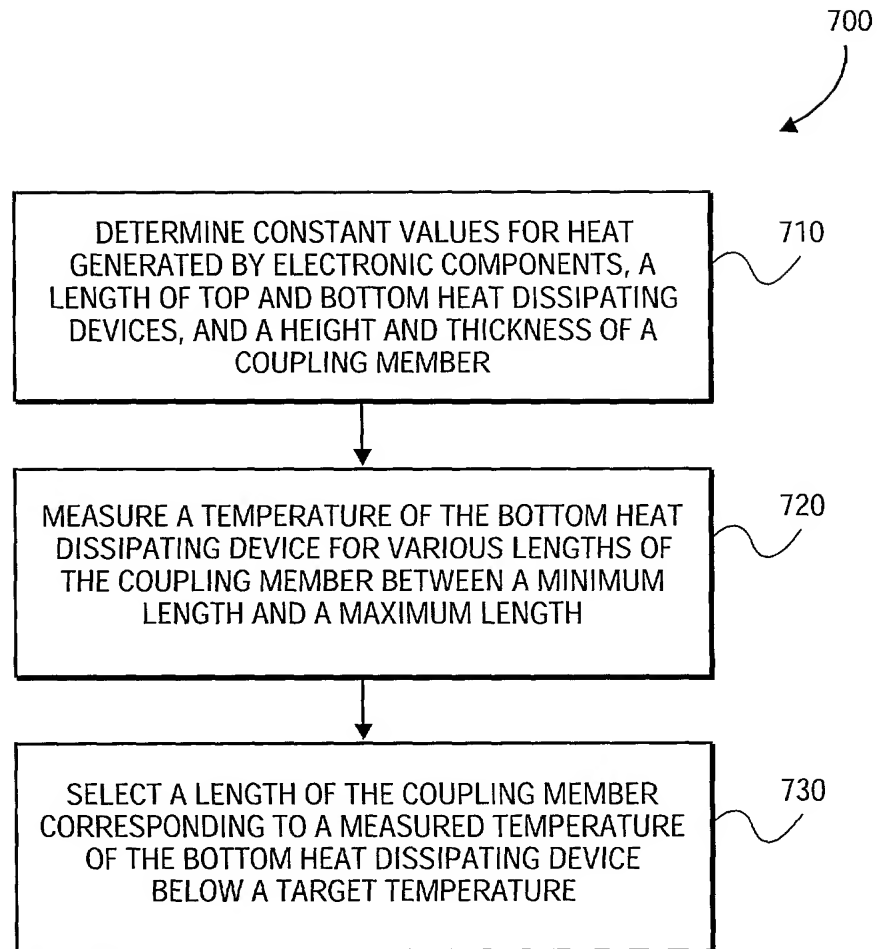 700
DETERMINE CONSTANT VALUES FOR HEAT
GENERATED BY ELECTRONIC COMPONENTS, A
LENGTH OF TOP AND BOTTOM HEAT DISSIPATING
DEVICES, AND A HEIGHT AND THICKNESS OF A
COUPLING MEMBER
710
MEASURE A TEMPERATURE OF THE BOTTOM HEAT
DISSIPATING DEVICE FOR VARIOUS LENGTHS OF
THE COUPLING MEMBER BETWEEN A MINIMUM
LENGTH AND A MAXIMUM LENGTH
720
SELECT A LENGTH OF THE COUPLING MEMBER
CORRESPONDING TO A MEASURED TEMPERATURE
OF THE BOTTOM HEAT DISSIPATING DEVICE
BELOW A TARGET TEMPERATURE
730